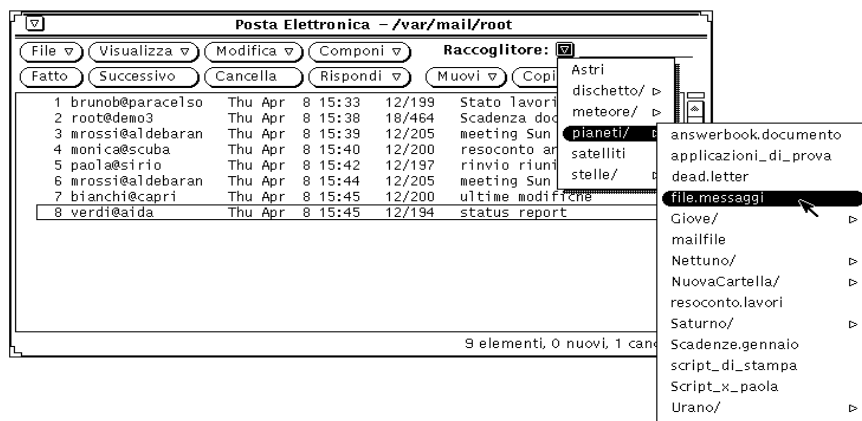 Posta Elettronica – /var/mail/root
File Visualizza Modifica Componi Raccoglitore:
Fatto Successivo Cancella Rispondi Muovi Copi
1 brunob@paracelso Thu Apr 8 15:33 12/199 Stato lavori
2 root@demo3 Thu Apr 8 15:38 18/464 Scadenza doc
3 mrossi@aldebaran Thu Apr 8 15:39 12/205 meeting Sun
4 monica@scuba Thu Apr 8 15:40 12/200 resoconto an
5 paola@sirio Thu Apr 8 15:42 12/197 rinvio riuni
6 mrossi@aldebaran Thu Apr 8 15:44 12/205 meeting Sun
7 bianchi@capri Thu Apr 8 15:45 12/200 ultime modifiche
8 verdi@aida Thu Apr 8 15:45 12/194 status report
9 elementi, 0 nuovi, 1 canc
Astri
dischetto/
meteore/
pianeti/
satelliti
stelle/
answerbook.documento
applicazioni_di_prova
dead.letter
file.messaggi
Giove/
mailfile
Nettuno/
NuovaCartella/
resoconto.lavori
Saturno/
Scadenze.gennaio
script_di_stampa
Script_x_paola
Urano/